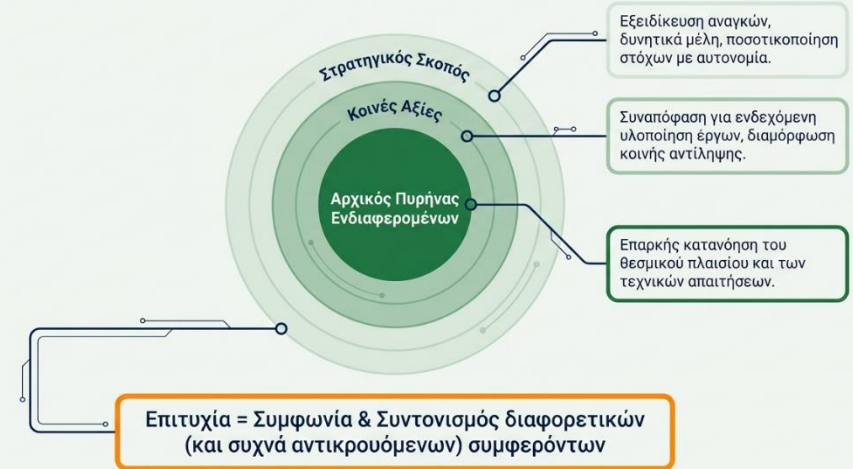 Στρατηγικός Σκοπός
Κοινές Αξίες
Αρχικός Πυρήνας
Ενδιαφερομένων
Εξειδίκευση αναγκών,
δυνητικά μέλη, ποσοτικοποίηση
στόχων με αυτονομία.
Συναπόφαση για ενδεχόμενη
υλοποίηση έργων, διαμόρφωση
κοινής αντίληψης.
Επαρκής κατανόηση του
θεσμικού πλαισίου και των
τεχνικών απαιτήσεων.
Επιτυχία = Συμφωνία & Συντονισμός διαφορετικών
(και συχνά αντικρουόμενων) συμφερόντων